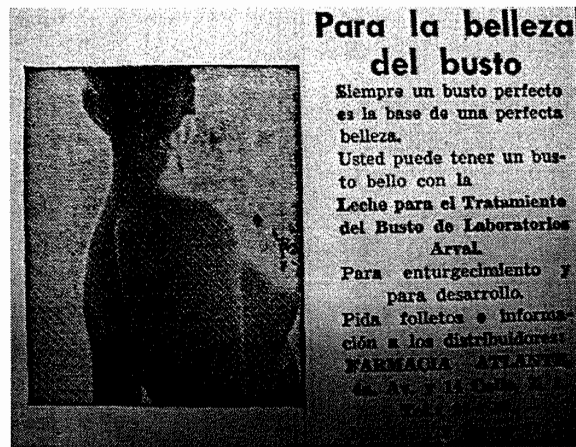 Para la belleza
del busto
Siempre un busto perfecto
es la base de una perfecta
belleza.
Usted puede tener un bus-
to bello con la
Leche para el Tratamiento
del Busto de Laboratorios
Arval.
Para enturgecimiento y
para desarrollo.
Pida folletos e informa-
ción a los distribuidores:
FARMACIA